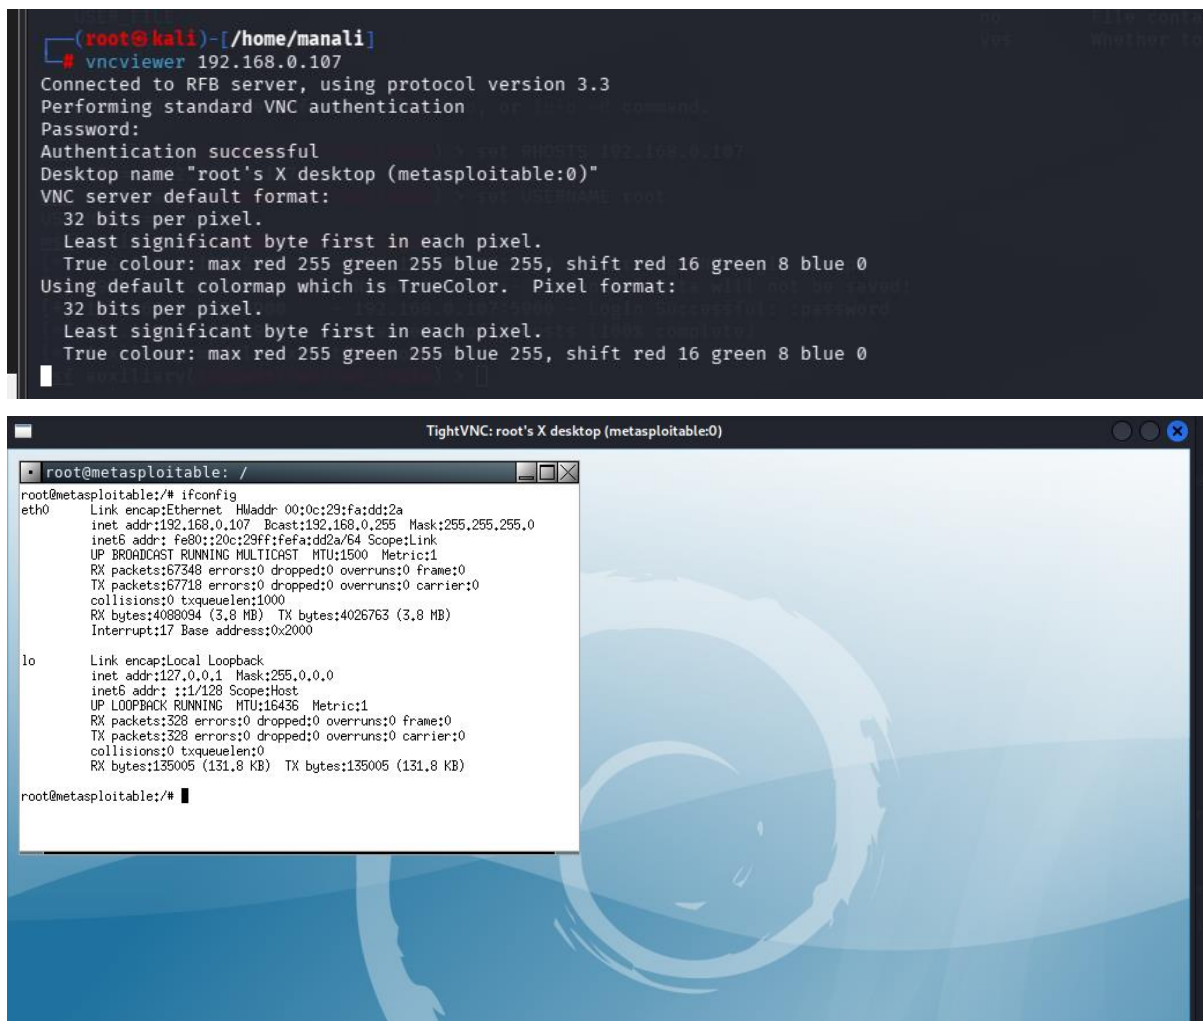 (root㉿kali)-[/home/manali]
# vncviewer 192.168.0.107
Connected to RFB server, using protocol version 3.3
Performing standard VNC authentication
Password:
Authentication successful
Desktop name "root's X desktop (metasploitable:0)"
VNC server default format:
  32 bits per pixel.
  Least significant byte first in each pixel.
  True colour: max red 255 green 255 blue 255, shift red 16 green 8 blue 0
Using default colormap which is TrueColor.  Pixel format:
  32 bits per pixel.
  Least significant byte first in each pixel.
  True colour: max red 255 green 255 blue 255, shift red 16 green 8 blue 0
TightVNC: root's X desktop (metasploitable:0)
root@metasploitable: /
root@metasploitable:/# ifconfig
eth0      Link encap:Ethernet  HWaddr 00:0c:29:fa:dd:2a
          inet addr:192.168.0.107  Bcast:192.168.0.255  Mask:255.255.255.0
          inet6 addr: fe80::20c:29ff:fefa:dd2a/64 Scope:Link
          UP BROADCAST RUNNING MULTICAST  MTU:1500  Metric:1
          RX packets:67348 errors:0 dropped:0 overruns:0 frame:0
          TX packets:67718 errors:0 dropped:0 overruns:0 carrier:0
          collisions:0 txqueuelen:1000
          RX bytes:4088094 (3.8 MB)  TX bytes:4026763 (3.8 MB)
          Interrupt:17 Base address:0x2000
lo        Link encap:Local Loopback
          inet addr:127.0.0.1  Mask:255.0.0.0
          inet6 addr: ::1/128 Scope:Host
          UP LOOPBACK RUNNING  MTU:16436  Metric:1
          RX packets:328 errors:0 dropped:0 overruns:0 frame:0
          TX packets:328 errors:0 dropped:0 overruns:0 carrier:0
          collisions:0 txqueuelen:0
          RX bytes:135005 (131.8 KB)  TX bytes:135005 (131.8 KB)
root@metasploitable:/#